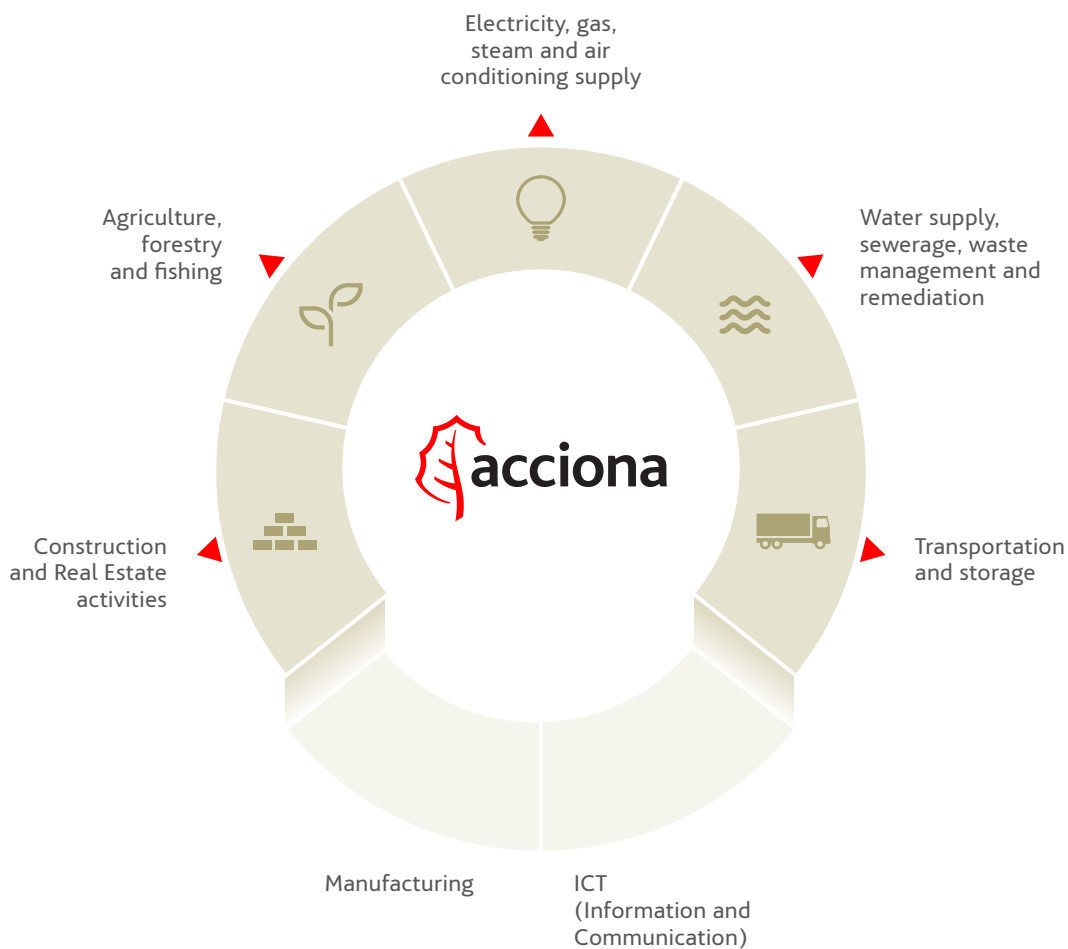 Electricity, gas,
steam and air
conditioning supply
Agriculture,
forestry
and fishing
Water supply,
sewerage, waste
management and
remediation
acciona
Construction
and Real Estate
activities
Transportation
and storage
Manufacturing
ICT
(Information and
Communication)